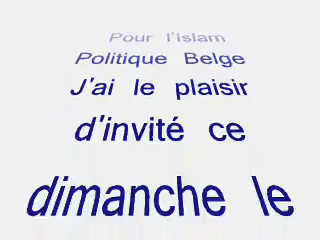 Pour l'Islam
Politique Belge
J'ai le plaisir
d'invité ce
dimanche le